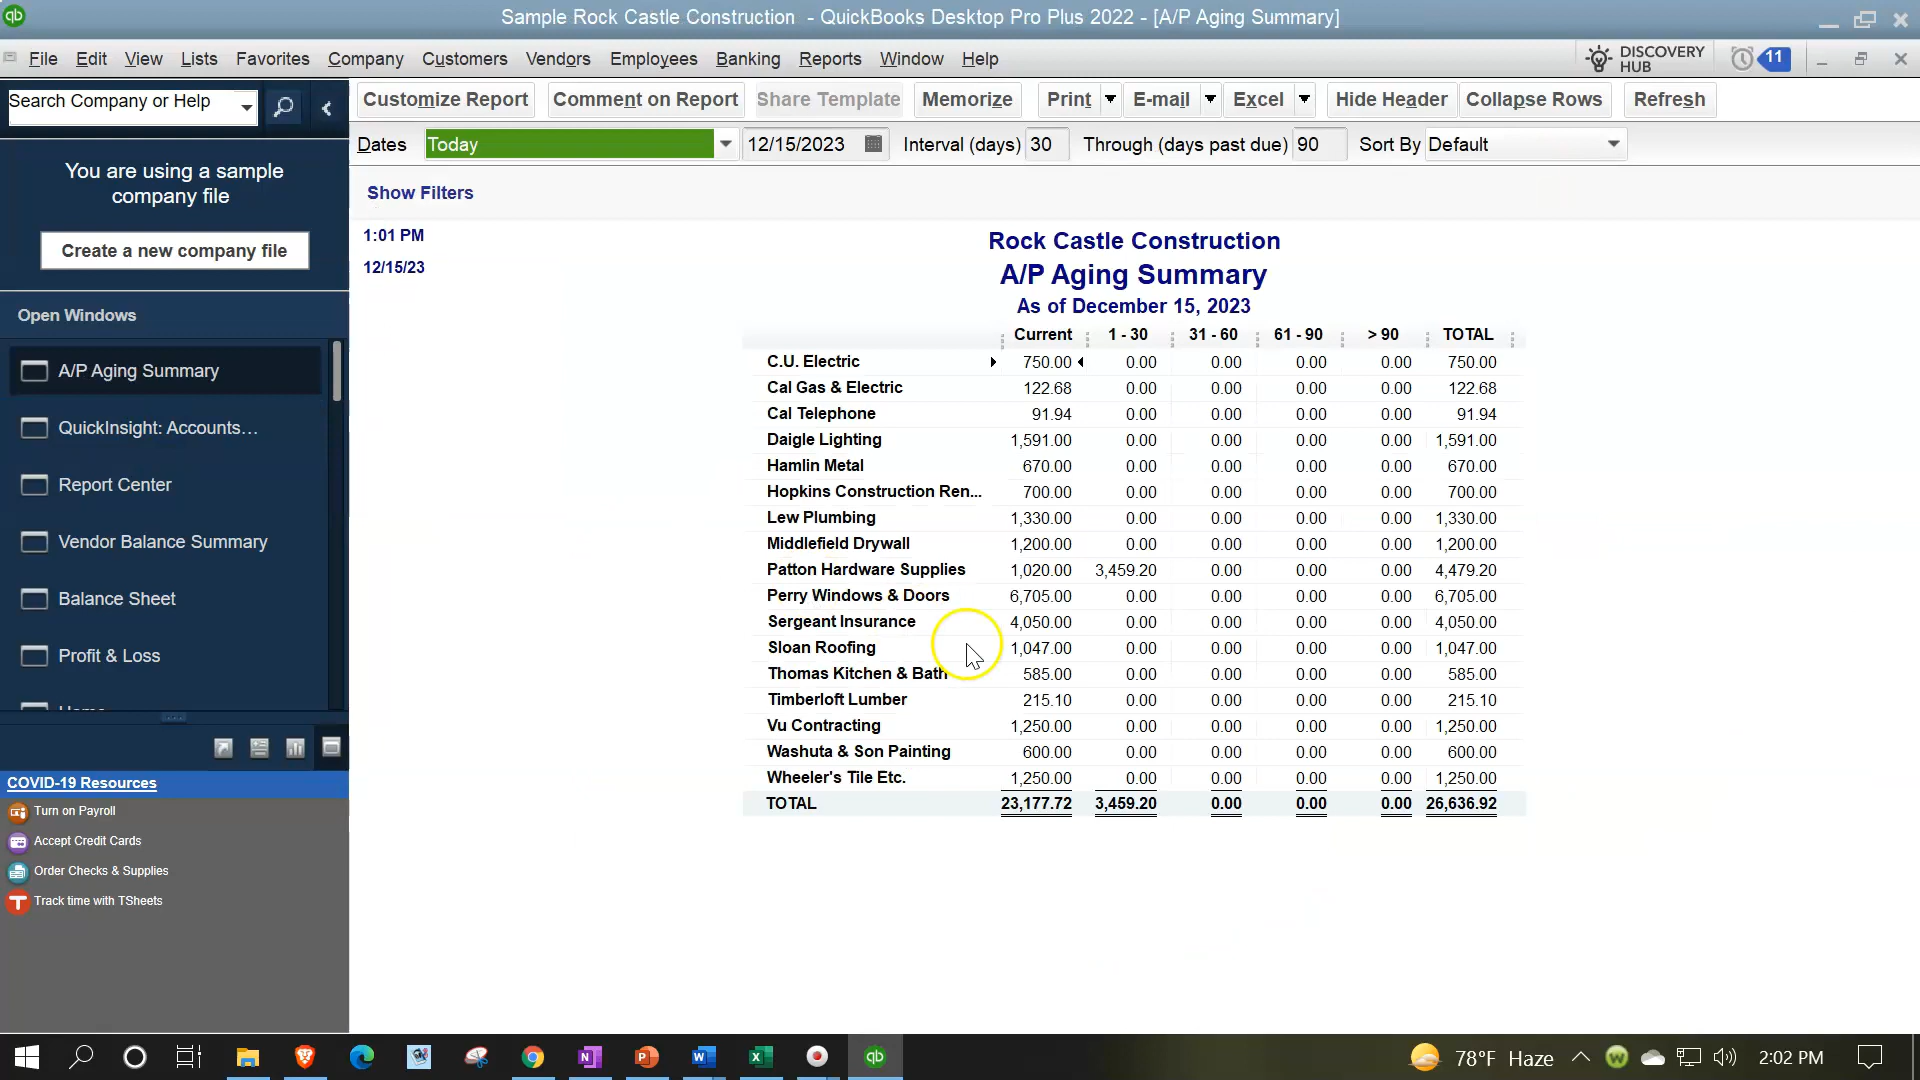 Sample Rock Castle Construction - QuickBooks Desktop Pro Plus 2022 - [A/P Aging Summary]
File Edit View Lists Favorites Company Customers Vendors Employees Banking Reports Window Help
DISCOVERY HUB 11
Search Company or Help
Customize Report Comment on Report Share Template Memorize Print E-mail Excel Hide Header Collapse Rows Refresh
Dates Today 12/15/2023 Interval (days) 30 Through (days past due) 90 Sort By Default
You are using a sample
company file
Create a new company file
Open Windows
A/P Aging Summary
QuickInsight: Accounts…
Report Center
Vendor Balance Summary
Balance Sheet
Profit & Loss
COVID-19 Resources
Turn on Payroll
Accept Credit Cards
Order Checks & Supplies
Track time with TSheets
Show Filters
1:01 PM
12/15/23
Rock Castle Construction
A/P Aging Summary
As of December 15, 2023
Current 1 - 30 31 - 60 61 - 90 > 90 TOTAL
C.U. Electric 750.00 0.00 0.00 0.00 0.00 750.00
Cal Gas & Electric 122.68 0.00 0.00 0.00 0.00 122.68
Cal Telephone 91.94 0.00 0.00 0.00 0.00 91.94
Daigle Lighting 1,591.00 0.00 0.00 0.00 0.00 1,591.00
Hamlin Metal 670.00 0.00 0.00 0.00 0.00 670.00
Hopkins Construction Ren... 700.00 0.00 0.00 0.00 0.00 700.00
Lew Plumbing 1,330.00 0.00 0.00 0.00 0.00 1,330.00
Middlefield Drywall 1,200.00 0.00 0.00 0.00 0.00 1,200.00
Patton Hardware Supplies 1,020.00 3,459.20 0.00 0.00 0.00 4,479.20
Perry Windows & Doors 6,705.00 0.00 0.00 0.00 0.00 6,705.00
Sergeant Insurance 4,050.00 0.00 0.00 0.00 0.00 4,050.00
Sloan Roofing 1,047.00 0.00 0.00 0.00 0.00 1,047.00
Thomas Kitchen & Bath 585.00 0.00 0.00 0.00 0.00 585.00
Timberloft Lumber 215.10 0.00 0.00 0.00 0.00 215.10
Vu Contracting 1,250.00 0.00 0.00 0.00 0.00 1,250.00
Washuta & Son Painting 600.00 0.00 0.00 0.00 0.00 600.00
Wheeler's Tile Etc. 1,250.00 0.00 0.00 0.00 0.00 1,250.00
TOTAL 23,177.72 3,459.20 0.00 0.00 0.00 26,636.92
78°F Haze 2:02 PM